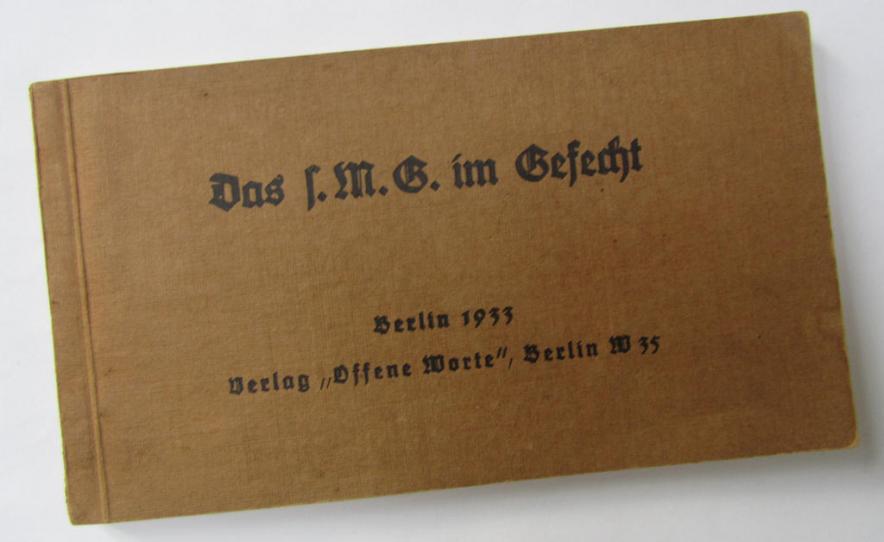 Das s. M. G. im Gefecht
Berlin 1933
Verlag „Offene Worte“, Berlin W 35